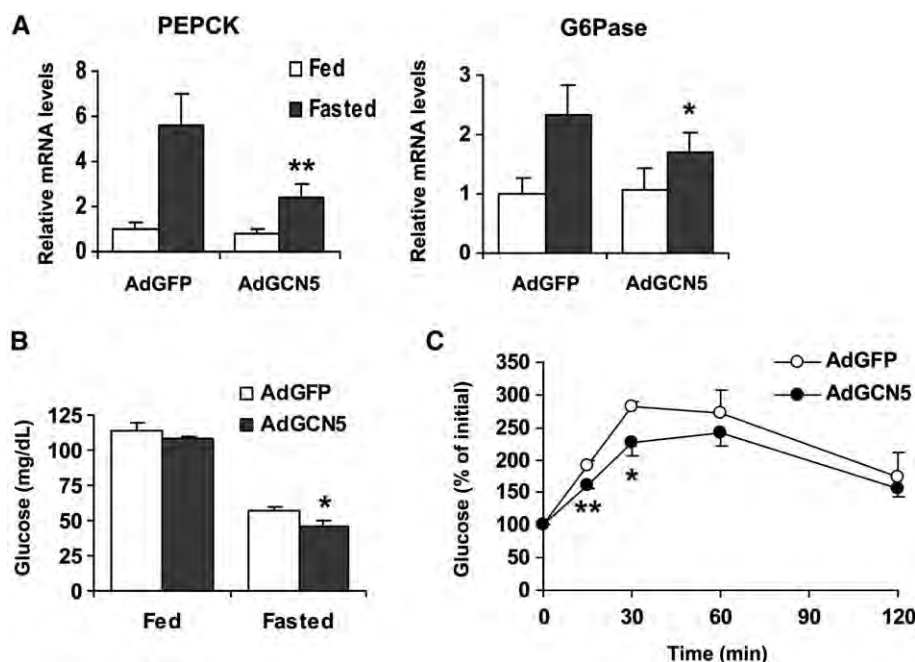 A
PEPCK
Relative mRNA levels
8
6
4
2
0
Fed
Fasted
**
AdGFP
AdGCN5
G6Pase
Relative mRNA levels
3
2
1
0
*
AdGFP
AdGCN5
B
Glucose (mg/dL)
125
100
75
50
25
0
AdGFP
AdGCN5
*
Fed
Fasted
C
Glucose (% of initial)
350
300
250
200
150
100
50
0
AdGFP
AdGCN5
**
*
0
30
60
90
120
Time (min)